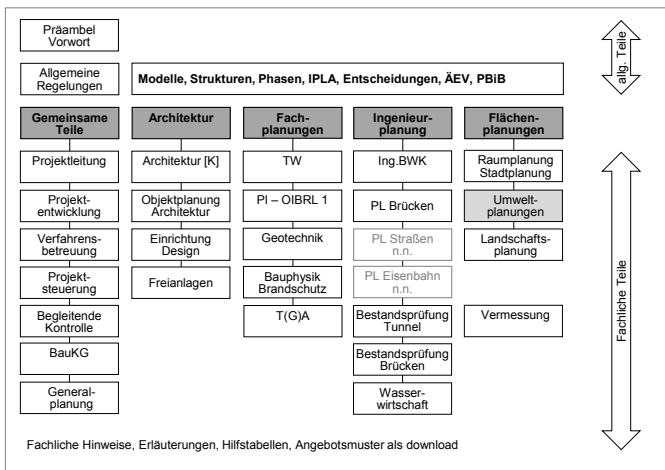 Präambel
Vorwort
allg. Teile
Allgemeine
Regelungen
Modelle, Strukturen, Phasen, IPLA, Entscheidungen, ÄEV, PBiB
Gemeinsame
Teile
Architektur
Fach-
planungen
Ingenieur-
planung
Flächen-
planungen
Projektleitung
Architektur [K]
TW
Ing.BWK
Raumplanung
Stadtplanung
Projekt-
entwicklung
Objektplanung
Architektur
PI – OIBRL 1
PL Brücken
Umwelt-
planungen
Verfahrens-
betreuung
Einrichtung
Design
Geotechnik
PL Straßen
n.n.
Landschafts-
planung
Projekt-
steuerung
Freianlagen
Bauphysik
Brandschutz
PL Eisenbahn
n.n.
Begleitende
Kontrolle
T(G)A
Bestandsprüfung
Tunnel
Vermessung
BauKG
Bestandsprüfung
Brücken
General-
planung
Wasser-
wirtschaft
Fachliche Teile
Fachliche Hinweise, Erläuterungen, Hilfstabellen, Angebotsmuster als download